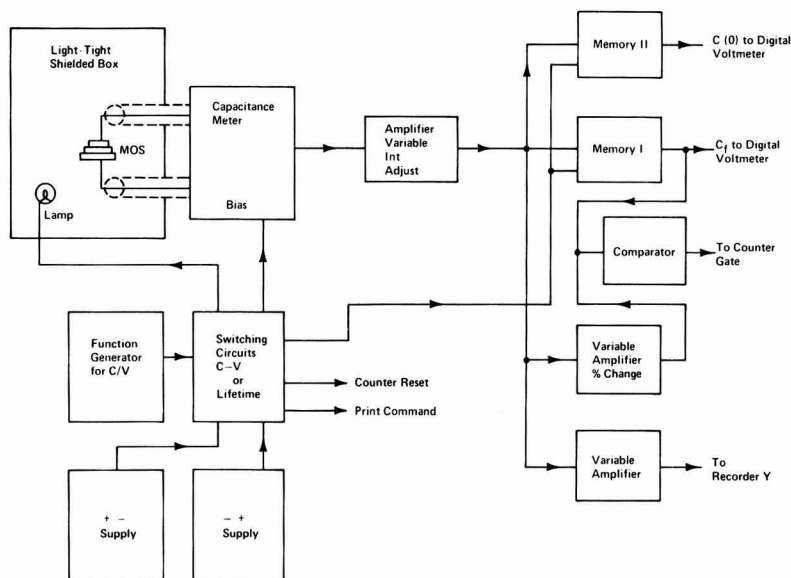 Light-Tight
Shielded Box
MOS
Lamp
Capacitance
Meter
Bias
Amplifier
Variable
Int
Adjust
Memory II
C (0) to Digital
Voltmeter
Memory I
Cf to Digital
Voltmeter
Comparator
To Counter
Gate
Function
Generator
for C/V
Switching
Circuits
C-V
or
Lifetime
Counter Reset
Print Command
Variable
Amplifier
% Change
Variable
Amplifier
To
Recorder Y
+ -
Supply
- +
Supply